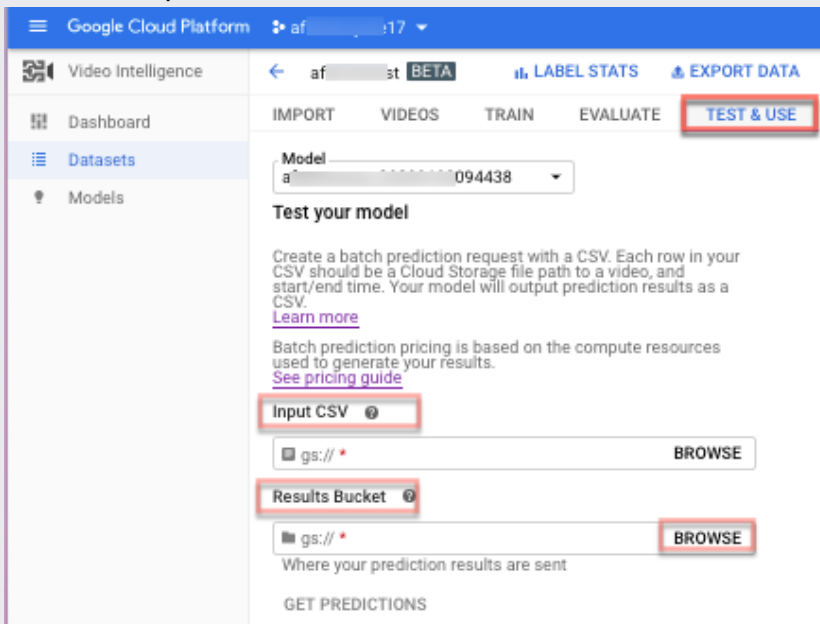 Google Cloud Platform
af 17
Video Intelligence
af st BETA
LABEL STATS
EXPORT DATA
Dashboard
Datasets
Models
IMPORT VIDEOS TRAIN EVALUATE TEST & USE
Model
a 094438
Test your model
Create a batch prediction request with a CSV. Each row in your
CSV should be a Cloud Storage file path to a video, and
start/end time. Your model will output prediction results as a
CSV.
Learn more
Batch prediction pricing is based on the compute resources
used to generate your results.
See pricing guide
Input CSV
gs:// * BROWSE
Results Bucket
gs:// * BROWSE
Where your prediction results are sent
GET PREDICTIONS